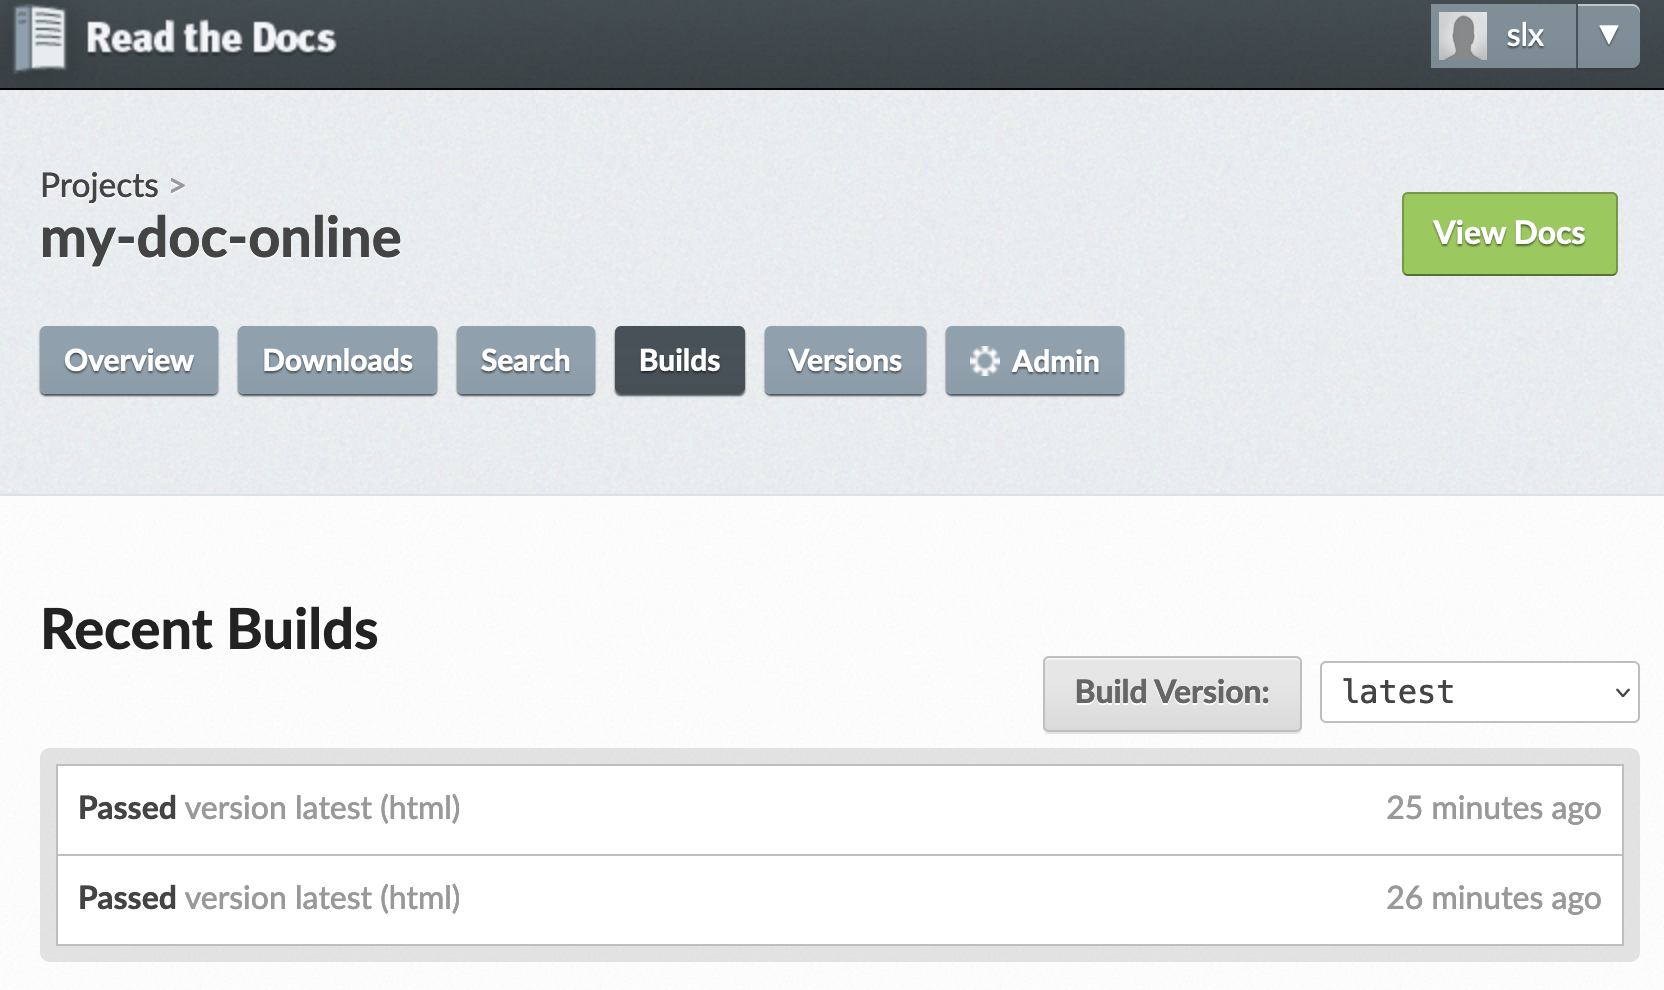 Read the Docs
slx ▼
Projects >
my-doc-online
View Docs
Overview Downloads Search Builds Versions Admin
Recent Builds
Build Version: latest
Passed version latest (html) 25 minutes ago
Passed version latest (html) 26 minutes ago